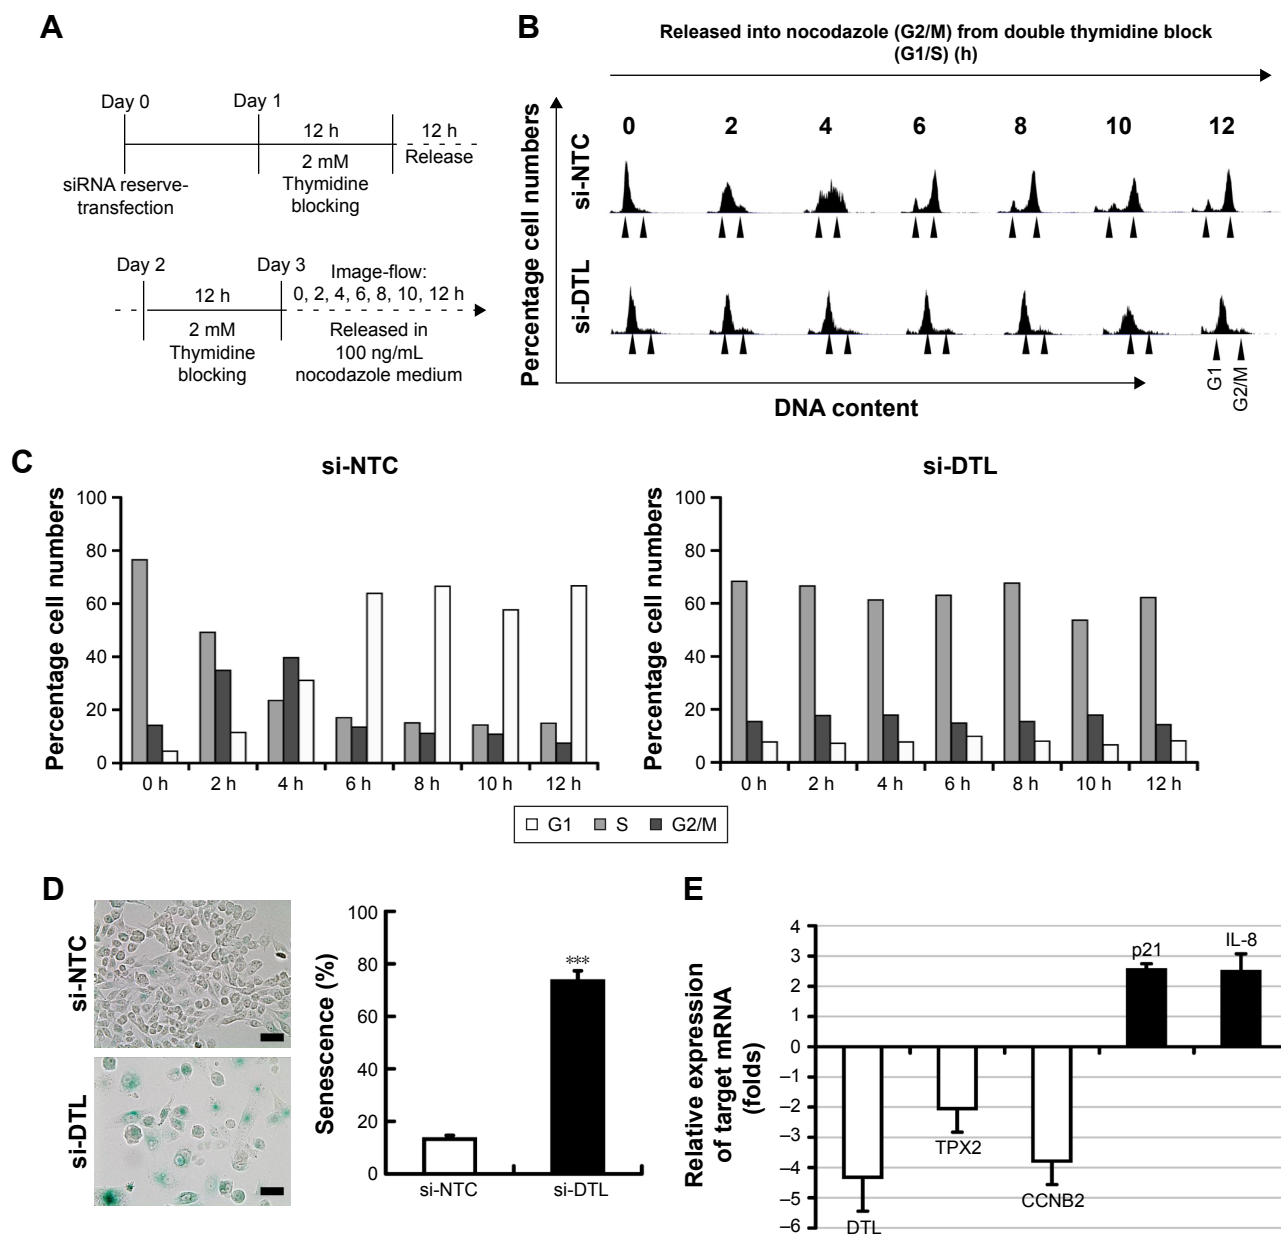 A
Day 0
Day 1
12 h
12 h
Release
siRNA reserve-
transfection
2 mM
Thymidine
blocking
Day 2
Day 3
Image-flow:
12 h
0, 2, 4, 6, 8, 10, 12 h
2 mM
Thymidine
blocking
Released in
100 ng/mL
nocodazole medium
B
Released into nocodazole (G2/M) from double thymidine block
(G1/S) (h)
Percentage cell numbers
0 2 4 6 8 10 12
si-NTC
si-DTL
G1
G2/M
DNA content
C
si-NTC
Percentage cell numbers
100
80
60
40
20
0
0 h 2 h 4 h 6 h 8 h 10 h 12 h
si-DTL
Percentage cell numbers
100
80
60
40
20
0
0 h 2 h 4 h 6 h 8 h 10 h 12 h
G1 S G2/M
D
si-NTC
si-DTL
Senescence (%)
100
80
60
40
20
0
***
si-NTC si-DTL
E
Relative expression
of target mRNA
(folds)
4
3
2
1
0
–1
–2
–3
–4
–5
–6
p21
IL-8
TPX2
CCNB2
DTL